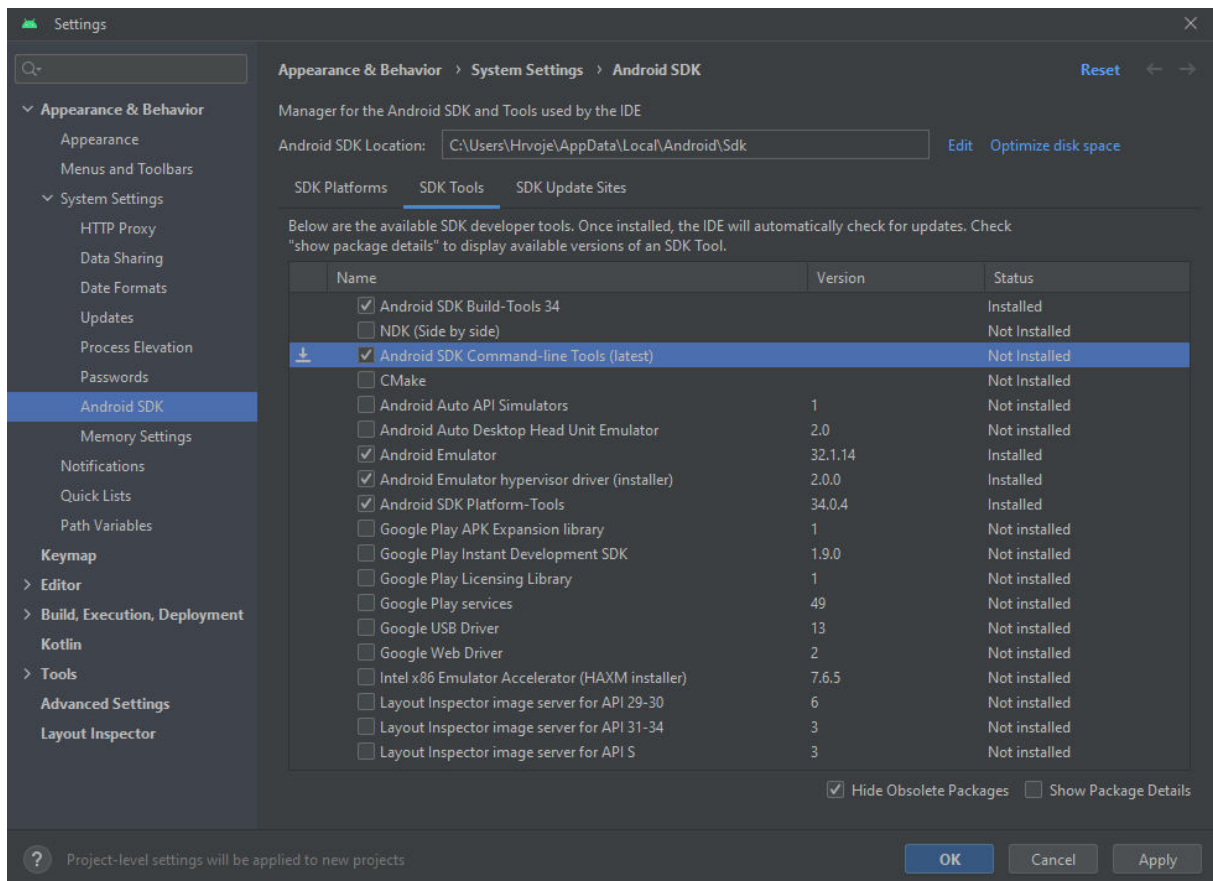 Settings
Appearance & Behavior
Appearance
Menus and Toolbars
System Settings
HTTP Proxy
Data Sharing
Date Formats
Updates
Process Elevation
Passwords
Android SDK
Memory Settings
Notifications
Quick Lists
Path Variables
Keymap
Editor
Build, Execution, Deployment
Kotlin
Tools
Advanced Settings
Layout Inspector
Appearance & Behavior › System Settings › Android SDK Reset
Manager for the Android SDK and Tools used by the IDE
Android SDK Location: C:\Users\Hrvoje\AppData\Local\Android\Sdk Edit Optimize disk space
SDK Platforms SDK Tools SDK Update Sites
Below are the available SDK developer tools. Once installed, the IDE will automatically check for updates. Check
"show package details" to display available versions of an SDK Tool.
Name Version Status
Android SDK Build-Tools 34 Installed
NDK (Side by side) Not Installed
Android SDK Command-line Tools (latest) Not Installed
CMake Not Installed
Android Auto API Simulators 1 Not installed
Android Auto Desktop Head Unit Emulator 2.0 Not installed
Android Emulator 32.1.14 Installed
Android Emulator hypervisor driver (installer) 2.0.0 Installed
Android SDK Platform-Tools 34.0.4 Installed
Google Play APK Expansion library 1 Not installed
Google Play Instant Development SDK 1.9.0 Not installed
Google Play Licensing Library 1 Not installed
Google Play services 49 Not installed
Google USB Driver 13 Not installed
Google Web Driver 2 Not installed
Intel x86 Emulator Accelerator (HAXM installer) 7.6.5 Not installed
Layout Inspector image server for API 29-30 6 Not installed
Layout Inspector image server for API 31-34 3 Not installed
Layout Inspector image server for API S 3 Not installed
Hide Obsolete Packages Show Package Details
? Project-level settings will be applied to new projects
OK Cancel Apply